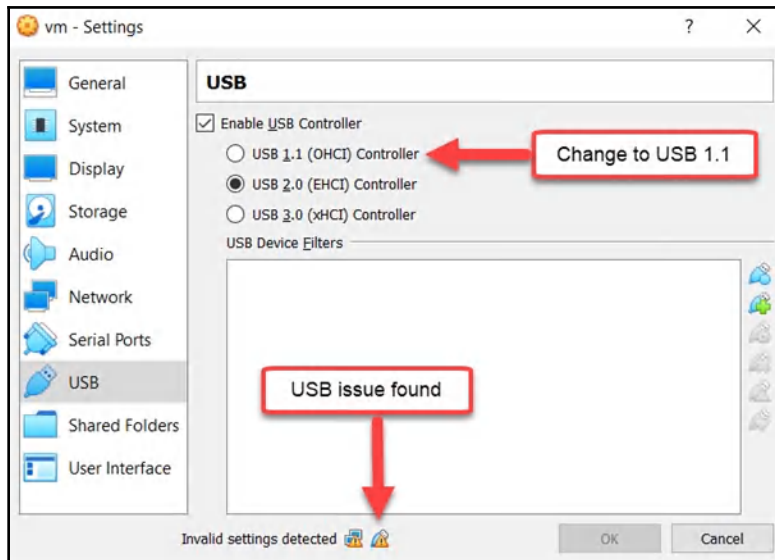 vm - Settings
?
General
System
Display
Storage
Audio
Network
Serial Ports
USB
Shared Folders
User Interface
USB
Enable USB Controller
USB 1.1 (OHCI) Controller
USB 2.0 (EHCI) Controller
USB 3.0 (xHCI) Controller
USB Device Filters
Change to USB 1.1
USB issue found
Invalid settings detected
OK
Cancel